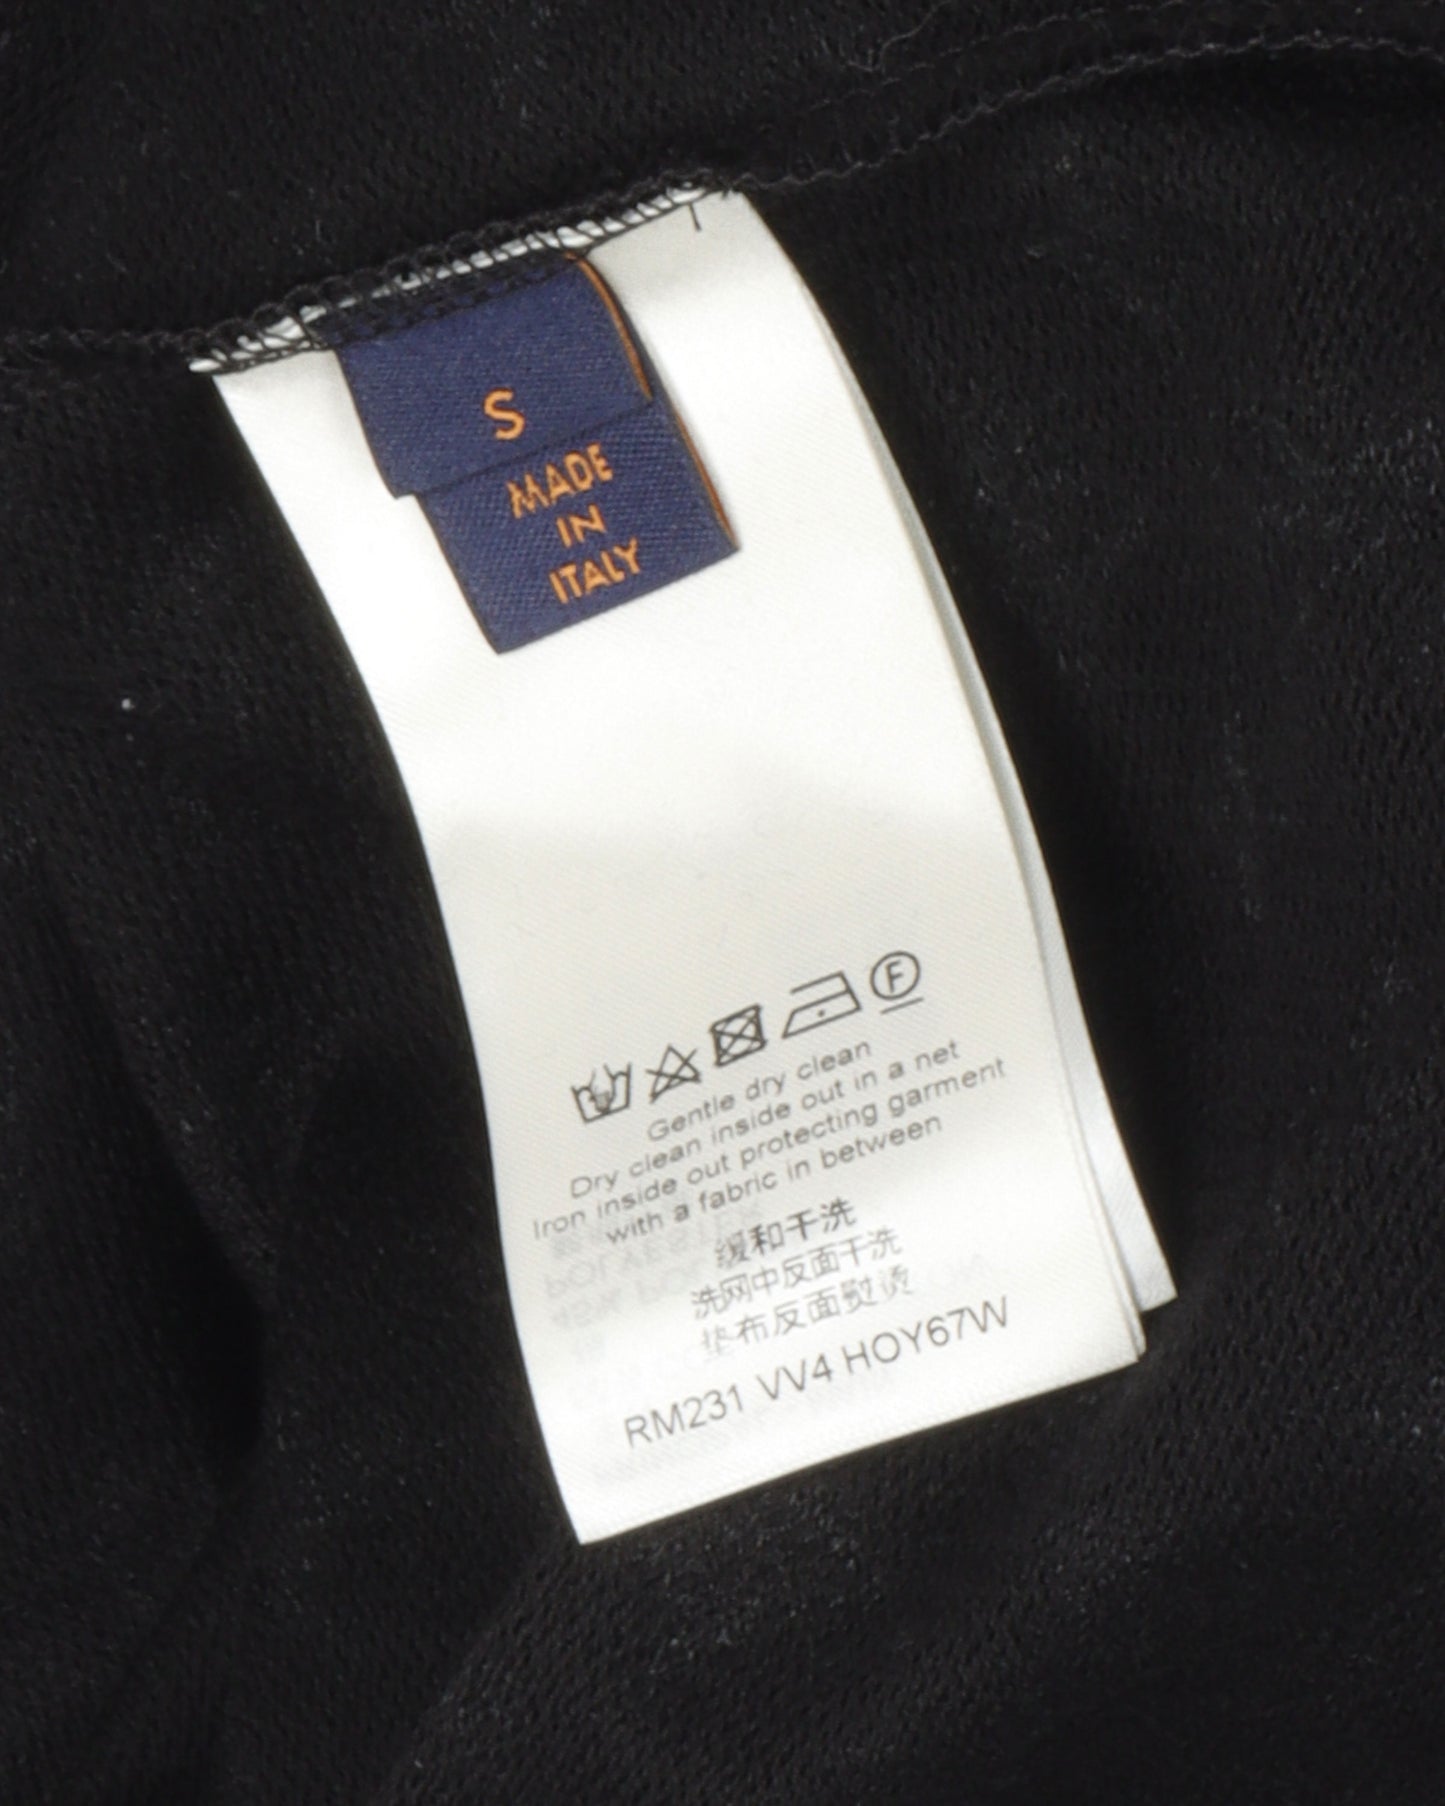 S
MADE
IN
ITALY
F
Gentle dry clean
Dry clean inside out in a net
Iron inside out protecting garment
with a fabric in between
缓和干洗
洗网中反面干洗
垫布反面熨烫
RM231 VV4 HOY67W